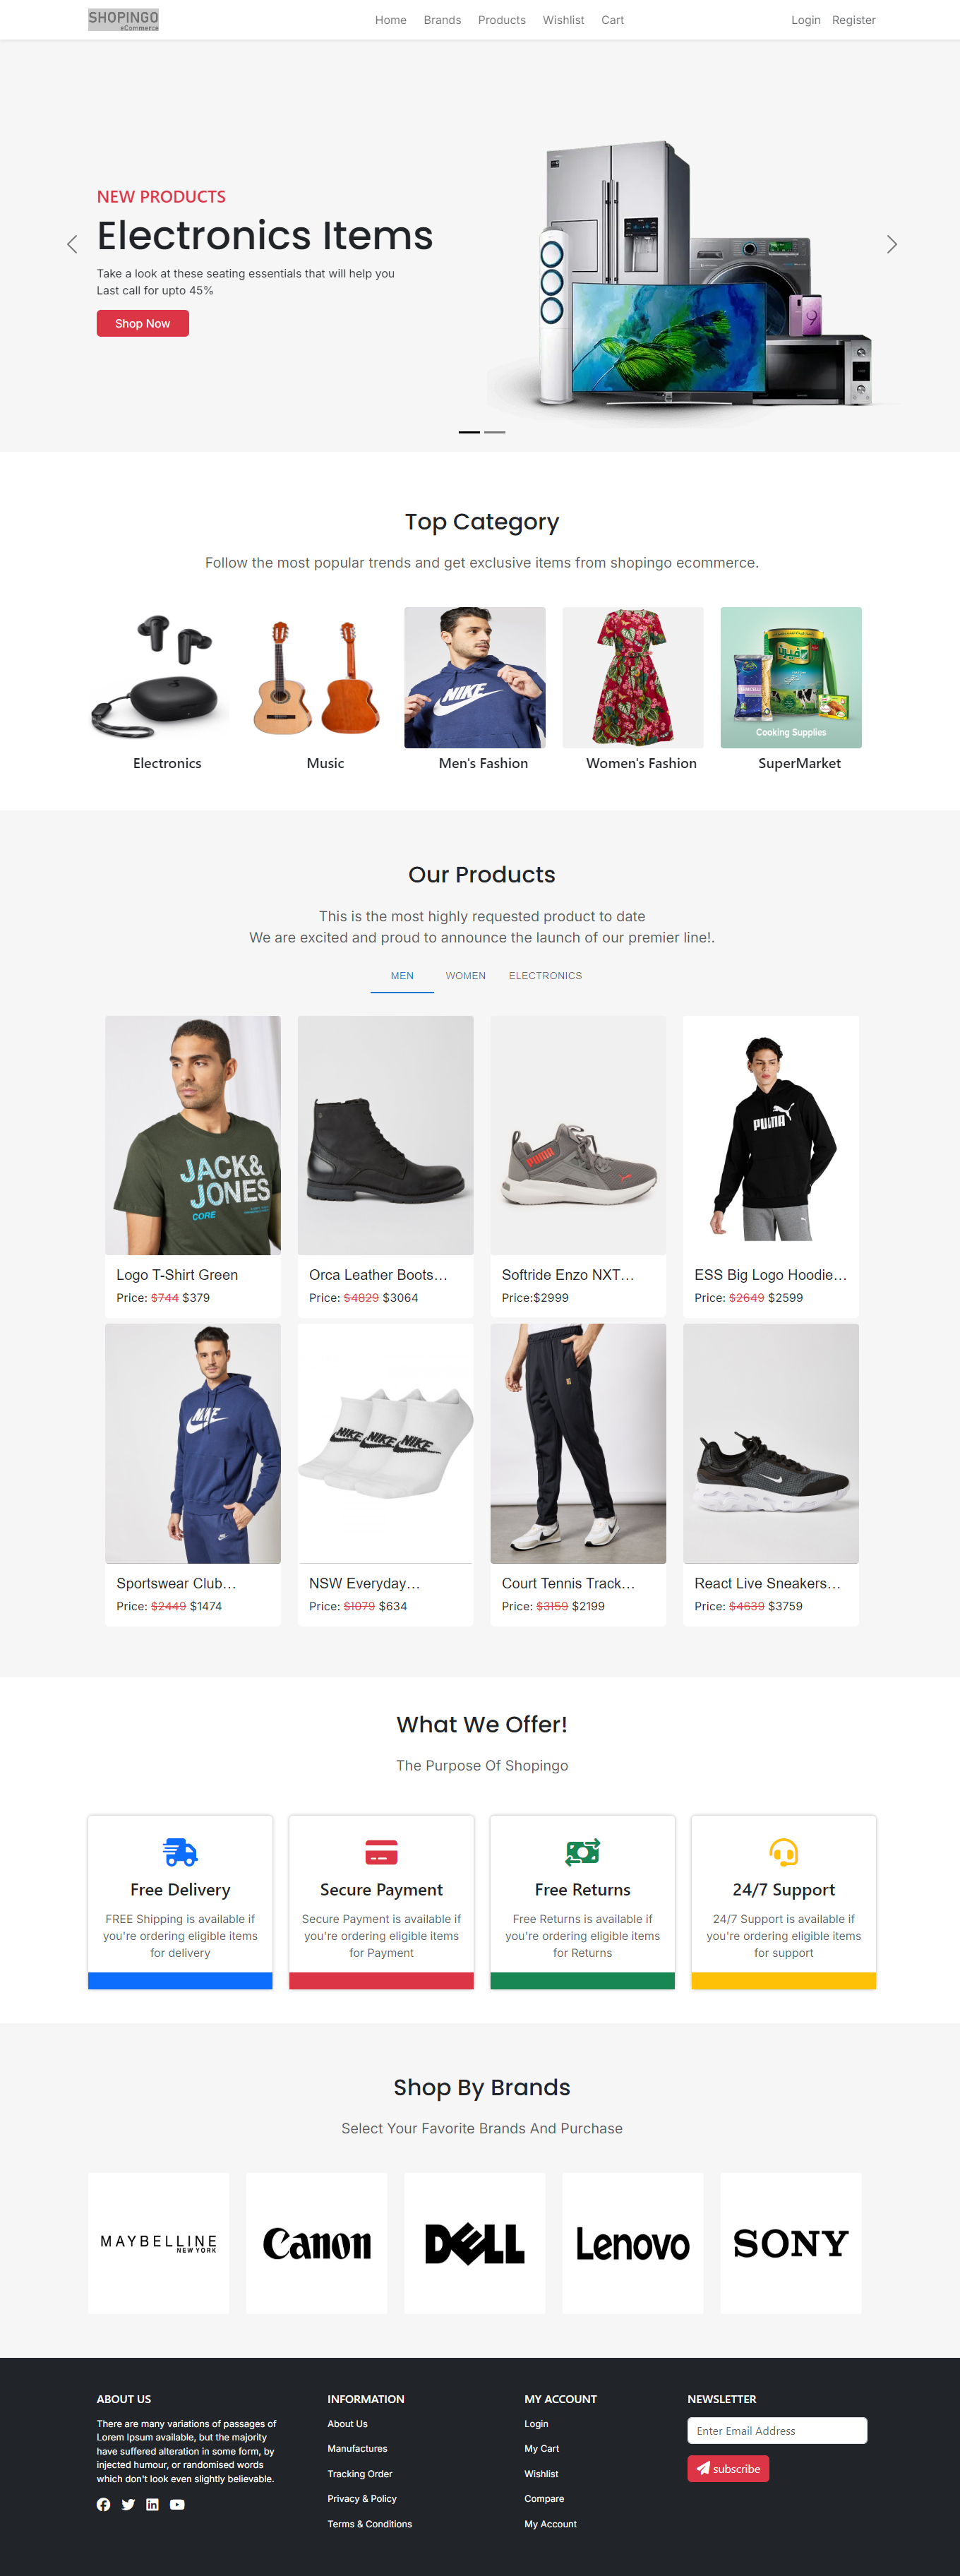 SHOPINGO
eCommerce
Home Brands Products Wishlist Cart
Login Register
NEW PRODUCTS
Electronics Items
Take a look at these seating essentials that will help you
Last call for upto 45%
Shop Now
9
Top Category
Follow the most popular trends and get exclusive items from shopingo ecommerce.
NIKE
Cooking Supplies
Electronics Music Men's Fashion Women's Fashion SuperMarket
Our Products
This is the most highly requested product to date
We are excited and proud to announce the launch of our premier line!.
MEN WOMEN ELECTRONICS
JACK&
JONES
CORE
PUMA
PUMA
Logo T-Shirt Green Orca Leather Boots... Softride Enzo NXT... ESS Big Logo Hoodie...
Price: $744 $379 Price: $4829 $3064 Price:$2999 Price: $2649 $2599
NIKE
NIKE NIKE NIKE
Sportswear Club... NSW Everyday... Court Tennis Track... React Live Sneakers...
Price: $2449 $1474 Price: $1079 $634 Price: $3159 $2199 Price: $4639 $3759
What We Offer!
The Purpose Of Shopingo
Free Delivery
FREE Shipping is available if
you're ordering eligible items
for delivery
Secure Payment
Secure Payment is available if
you're ordering eligible items
for Payment
Free Returns
Free Returns is available if
you're ordering eligible items
for Returns
24/7 Support
24/7 Support is available if
you're ordering eligible items
for support
Shop By Brands
Select Your Favorite Brands And Purchase
MAYBELLINE
NEW YORK
Canon
DELL
Lenovo
SONY
ABOUT US
There are many variations of passages of
Lorem Ipsum available, but the majority
have suffered alteration in some form, by
injected humour, or randomised words
which don't look even slightly believable.
INFORMATION
About Us
Manufactures
Tracking Order
Privacy & Policy
Terms & Conditions
MY ACCOUNT
Login
My Cart
Wishlist
Compare
My Account
NEWSLETTER
Enter Email Address
subscribe